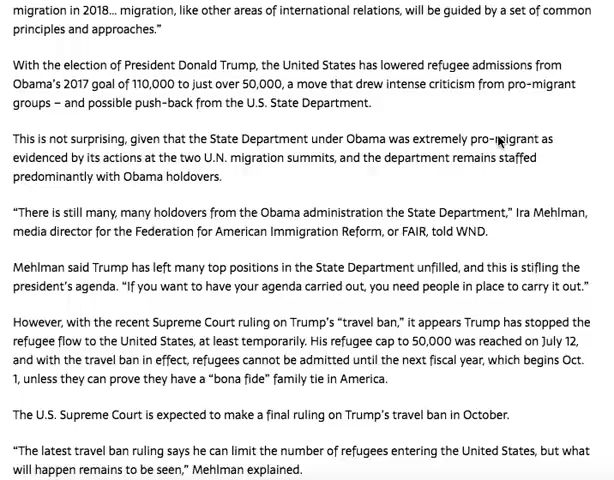 migration in 2018... migration, like other areas of international relations, will be guided by a set of common
principles and approaches.”
With the election of President Donald Trump, the United States has lowered refugee admissions from
Obama’s 2017 goal of 110,000 to just over 50,000, a move that drew intense criticism from pro-migrant
groups – and possible push-back from the U.S. State Department.
This is not surprising, given that the State Department under Obama was extremely pro-migrant as
evidenced by its actions at the two U.N. migration summits, and the department remains staffed
predominantly with Obama holdovers.
“There is still many, many holdovers from the Obama administration the State Department,” Ira Mehlman,
media director for the Federation for American Immigration Reform, or FAIR, told WND.
Mehlman said Trump has left many top positions in the State Department unfilled, and this is stifling the
president’s agenda. “If you want to have your agenda carried out, you need people in place to carry it out.”
However, with the recent Supreme Court ruling on Trump’s “travel ban,” it appears Trump has stopped the
refugee flow to the United States, at least temporarily. His refugee cap to 50,000 was reached on July 12,
and with the travel ban in effect, refugees cannot be admitted until the next fiscal year, which begins Oct.
1, unless they can prove they have a “bona fide” family tie in America.
The U.S. Supreme Court is expected to make a final ruling on Trump’s travel ban in October.
“The latest travel ban ruling says he can limit the number of refugees entering the United States, but what
will happen remains to be seen,” Mehlman explained.